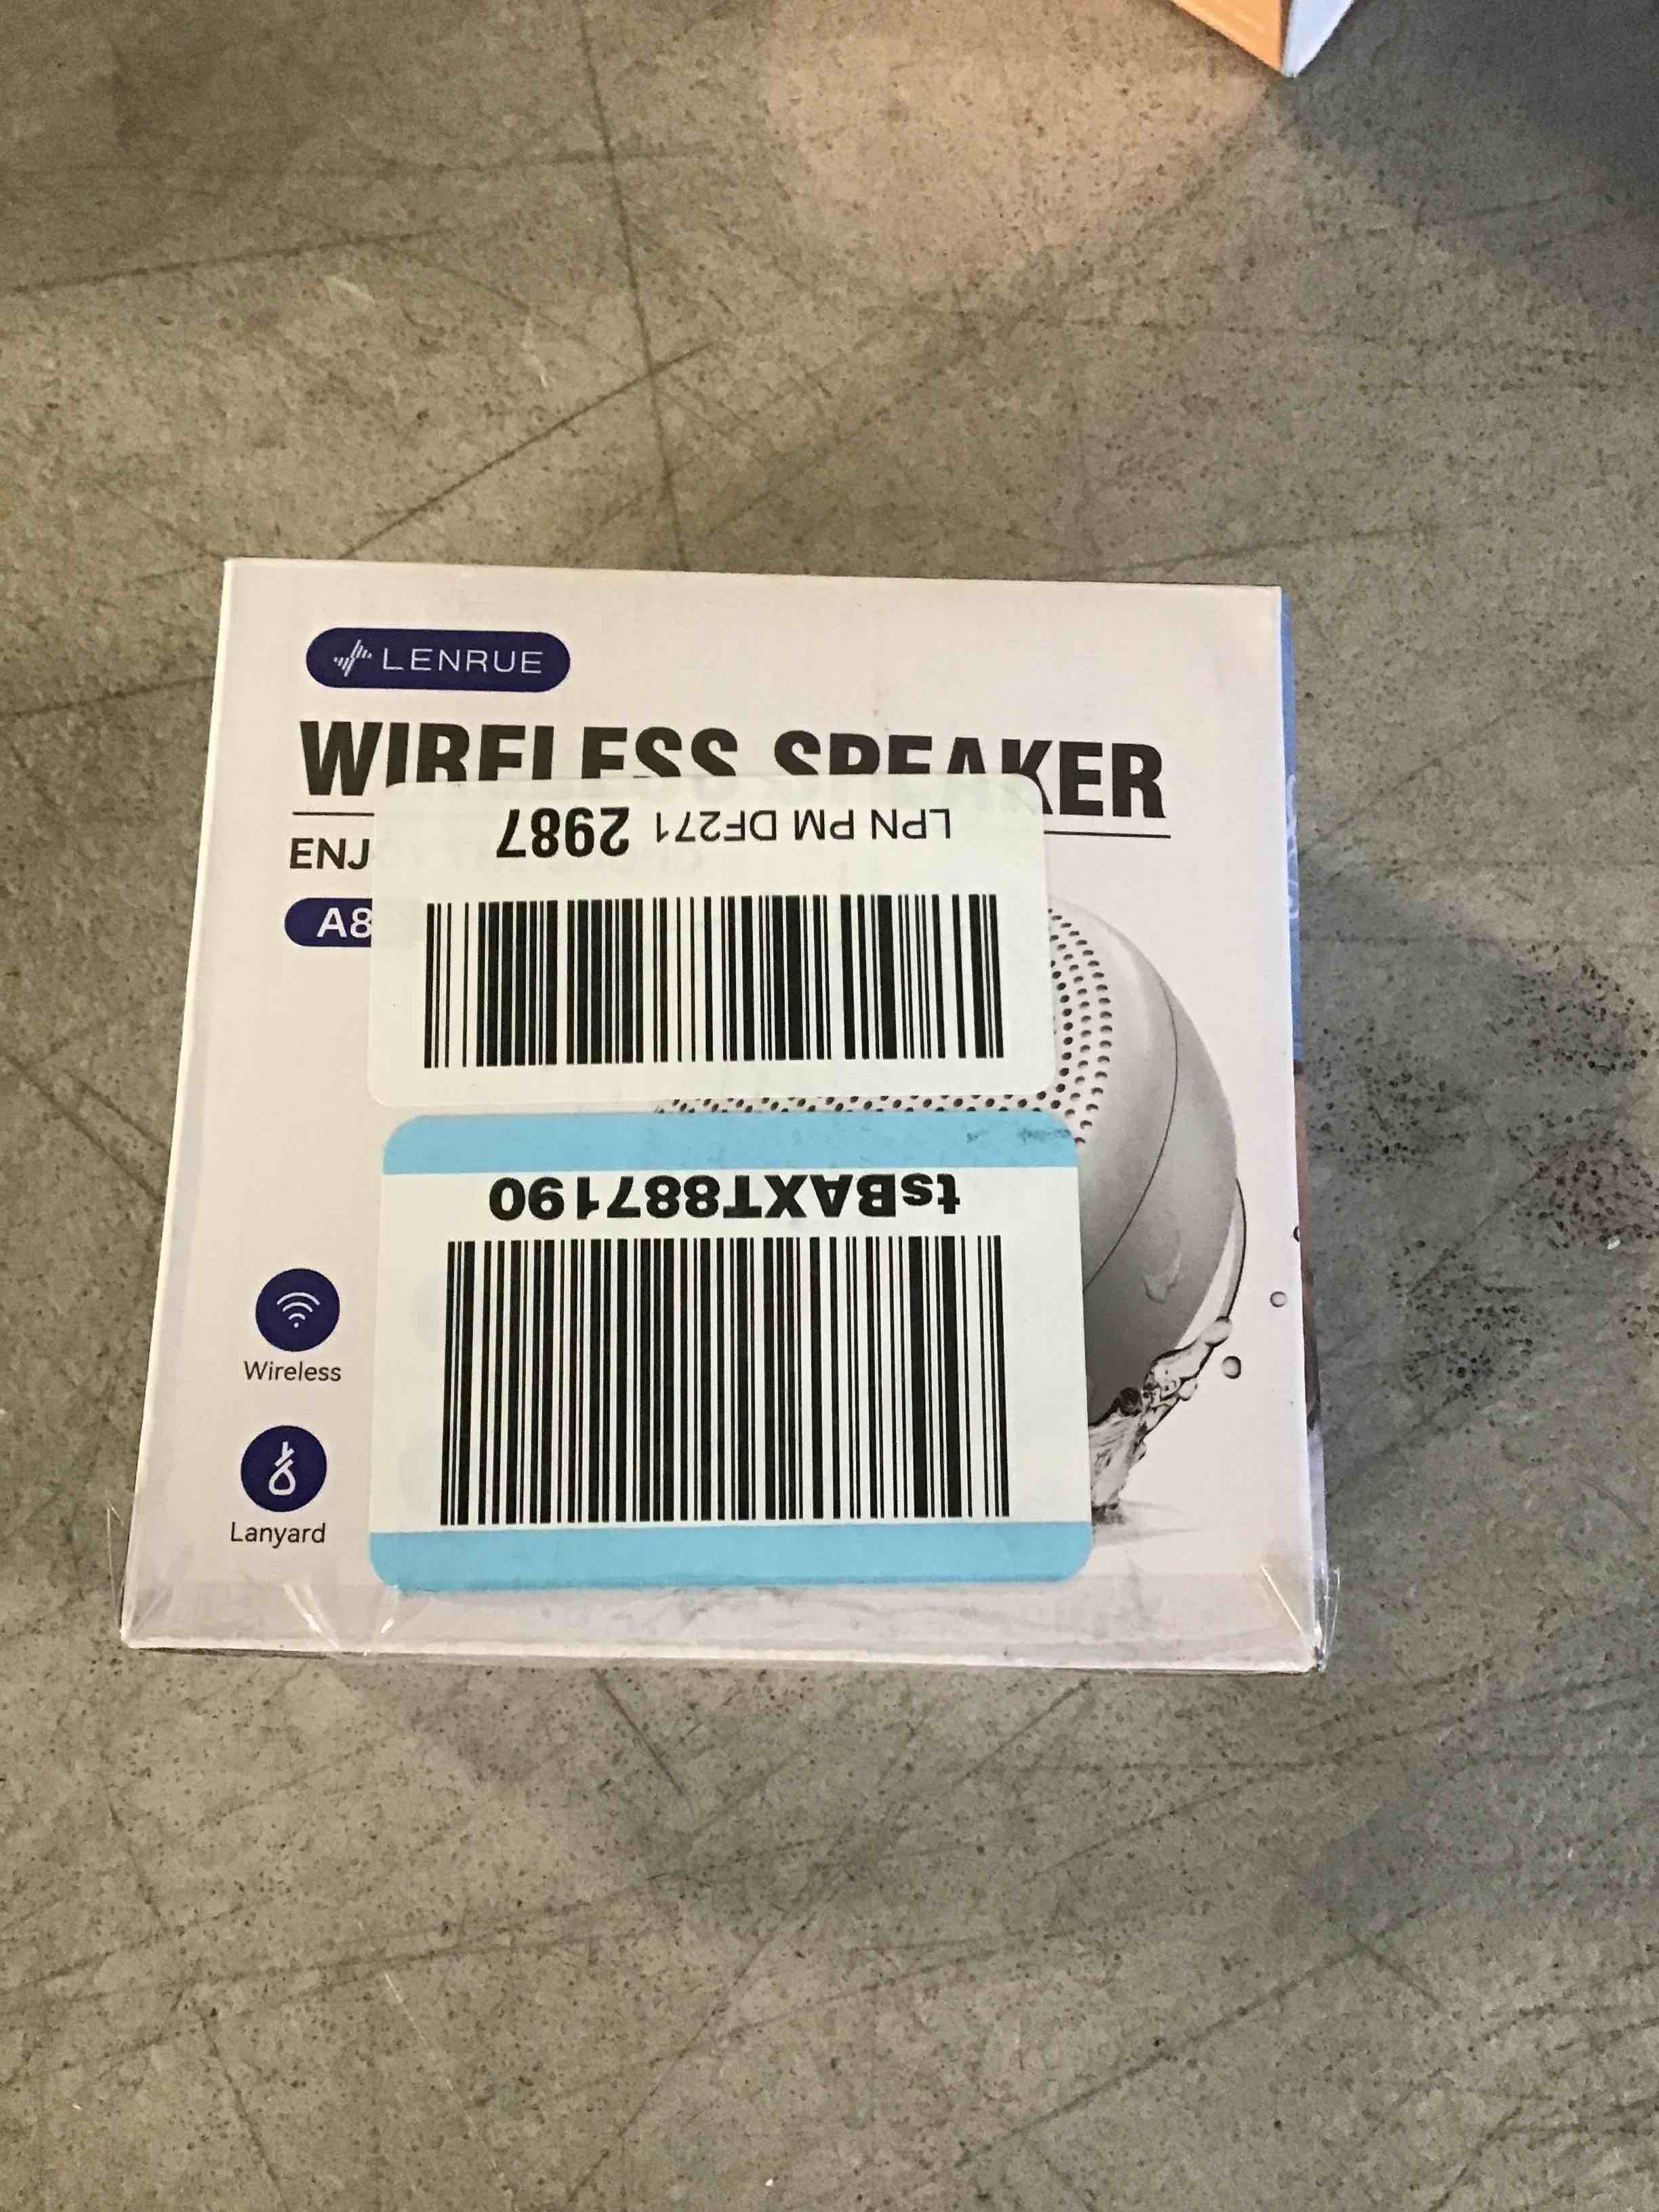 LENRUE
WIRELESS SPEAKER
ENJ
A8
LPN PM DF271 2987
tsBAXT887190
Wireless
Lanyard